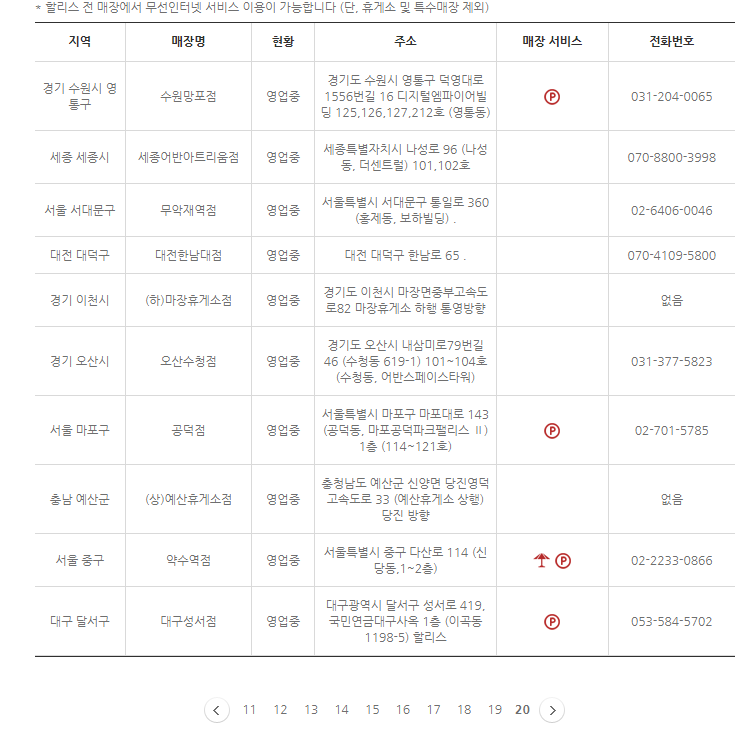 * 할리스 전 매장에서 무선인터넷 서비스 이용이 가능합니다 (단, 휴게소 및 특수매장 제외)
지역 매장명 현황 주소 매장 서비스 전화번호
경기 수원시 영
통구
수원망포점
영업중
경기도 수원시 영통구 덕영대로
1556번길 16 디지털엠파이어빌
딩 125,126,127,212호 (영통동)
P
031-204-0065
세종 세종시
세종어반아트리움점
영업중
세종특별자치시 나성로 96 (나성
동, 더센트럴) 101,102호
070-8800-3998
서울 서대문구
무악재역점
영업중
서울특별시 서대문구 통일로 360
(홍제동, 보하빌딩) .
02-6406-0046
대전 대덕구
대전한남대점
영업중
대전 대덕구 한남로 65 .
070-4109-5800
경기 이천시
(하)마장휴게소점
영업중
경기도 이천시 마장면중부고속도
로82 마장휴게소 하행 통영방향
없음
경기 오산시
오산수청점
영업중
경기도 오산시 내삼미로79번길
46 (수청동 619-1) 101~104호
(수청동, 어반스페이스타워)
031-377-5823
서울 마포구
공덕점
영업중
서울특별시 마포구 마포대로 143
(공덕동, 마포공덕파크팰리스 Ⅱ)
1층 (114~121호)
P
02-701-5785
충남 예산군
(상)예산휴게소점
영업중
충청남도 예산군 신양면 당진영덕
고속도로 33 (예산휴게소 상행)
당진 방향
없음
서울 중구
약수역점
영업중
서울특별시 중구 다산로 114 (신
당동,1~2층)
P
02-2233-0866
대구 달서구
대구성서점
영업중
대구광역시 달서구 성서로 419,
국민연금대구사옥 1층 (이곡동
1198-5) 할리스
P
053-584-5702
11 12 13 14 15 16 17 18 19 20